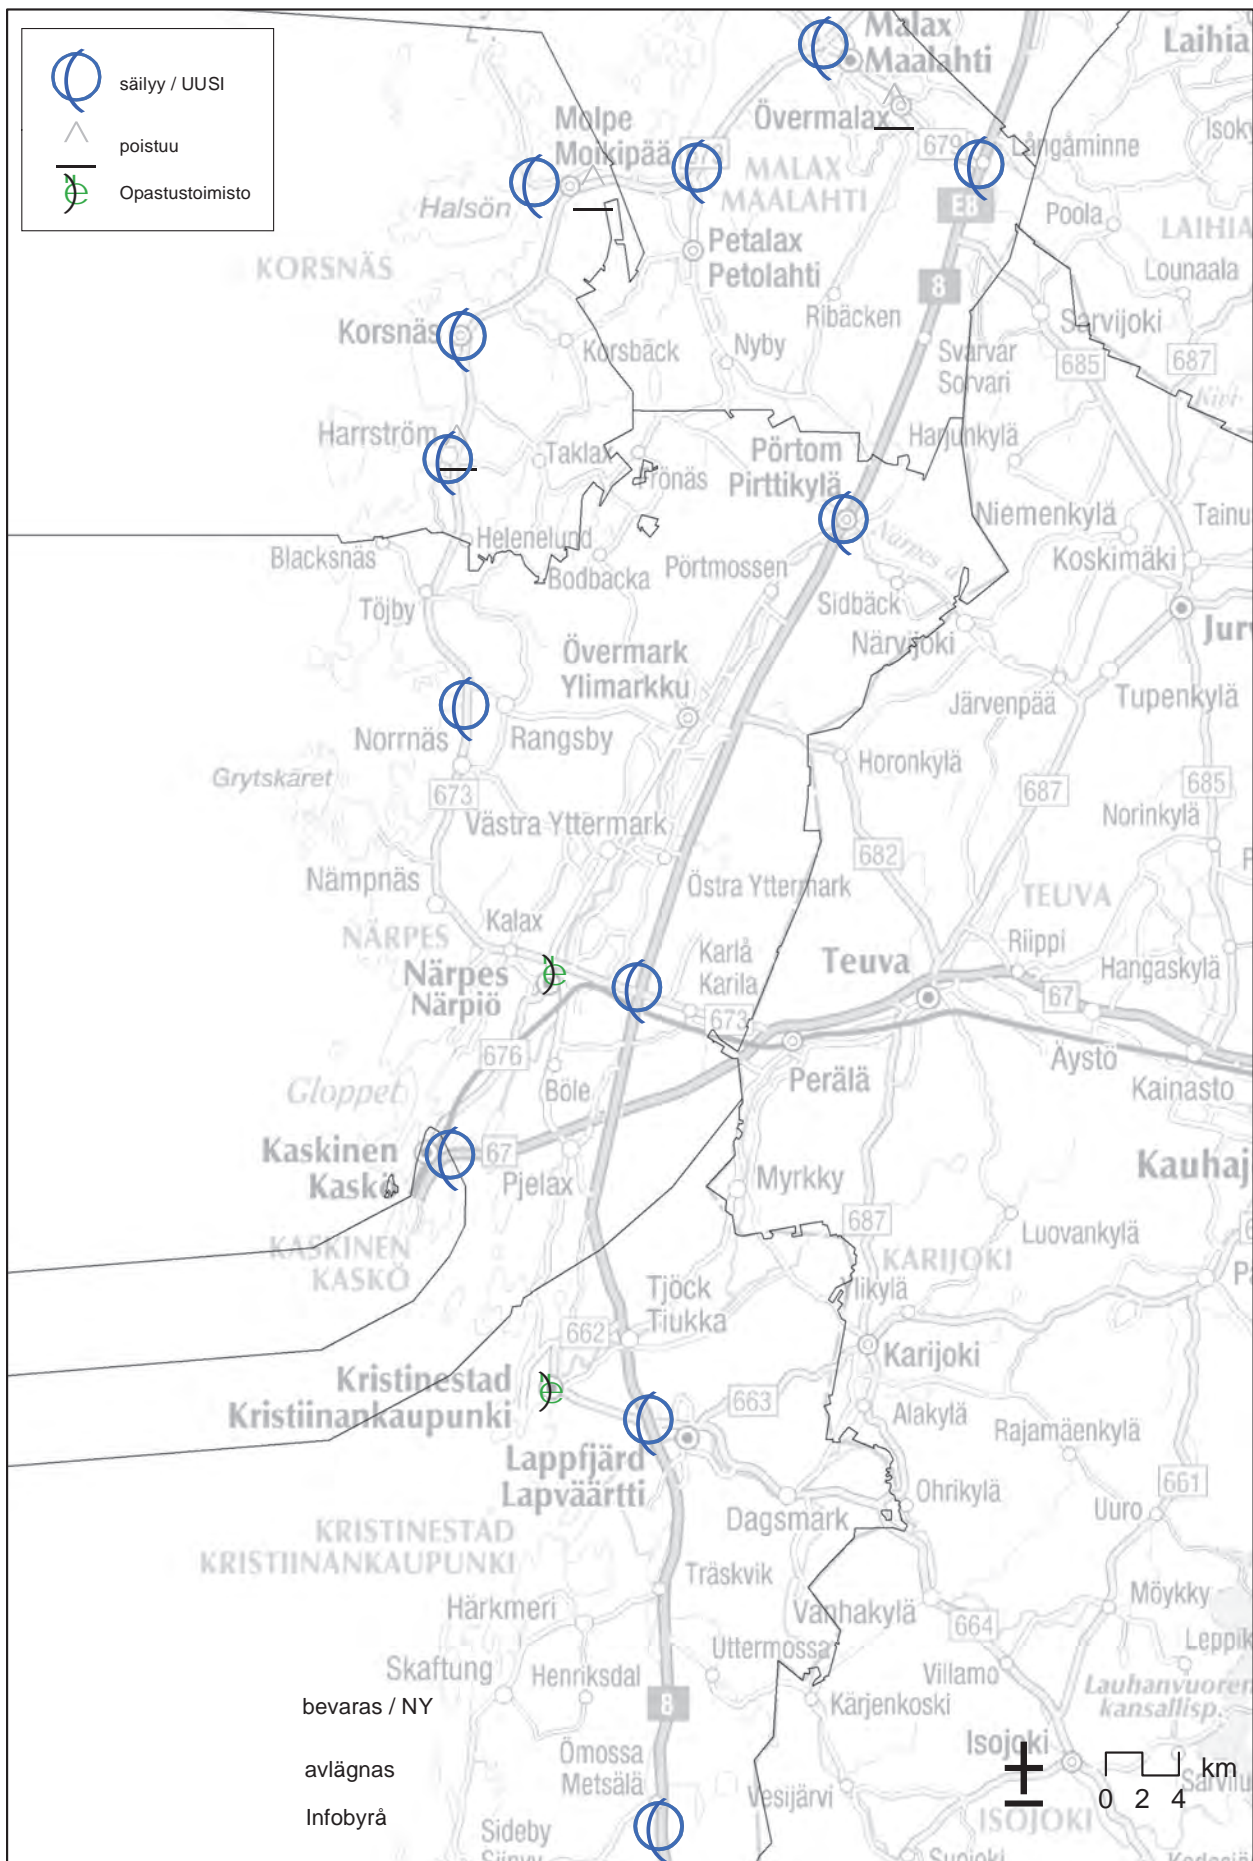 säilyy / UUSI
poistuu
Opastustoimisto
Malax
Maalahti
Laihia
Övermalax
Molpe
Moikipää
679
Långåminne
MALAX
MAALAHTI
Halsön
E8
Poola
LAIHIA
Petalax
Petolahti
Lounaala
KORSNÄS
8
Ribäcken
Sarvijoki
Korsnäs
Korsbäck
Nyby
Svarvar
Sorvari
685
687
Harrström
Taklax
Pörtom
Pirttikylä
Harjunkylä
Niemenkylä
Koskimäki
Helenelund
Blacksnäs
Bodbacka
Pörtmossen
Sidbäck
Töjby
Närvijoki
Övermark
Ylimarkku
Järvenpää
Tupenkylä
Norrnäs
Rangsby
Horonkylä
Grytskäret
673
687
685
Västra Yttermark
682
Norinkylä
Nämpnäs
Östra Yttermark
TEUVA
Kalax
NÄRPES
Karlå
Karila
Teuva
Riippi
Hangaskylä
Närpes
Närpiö
673
67
676
Äystö
Perälä
Kainasto
Gloppet
Böle
Kaskinen
Kaskö
67
Pjelax
Myrkky
687
Luovankylä
KASKINEN
KASKÖ
KARIJOKI
Tjöck
Tiukka
662
Karijoki
Kristinestad
Kristiinankaupunki
663
Alakylä
Rajamäenkylä
Lappfjärd
Lapväärtti
Ohrikylä
661
Dagsmark
Uuro
KRISTINESTAD
KRISTIINANKAUPUNKI
Träskvik
Härkmeri
Vanhakylä
Möykky
664
Uttermossa
Skaftung
Henriksdal
Villamo
Lauhanvuoren
kansallisp.
bevaras / NY
8
Kärjenkoski
Ömossa
Metsälä
Isojoki
avlägnas
km
Vesijärvi
0 2 4
Infobyrå
ISOJOKI
Sideby